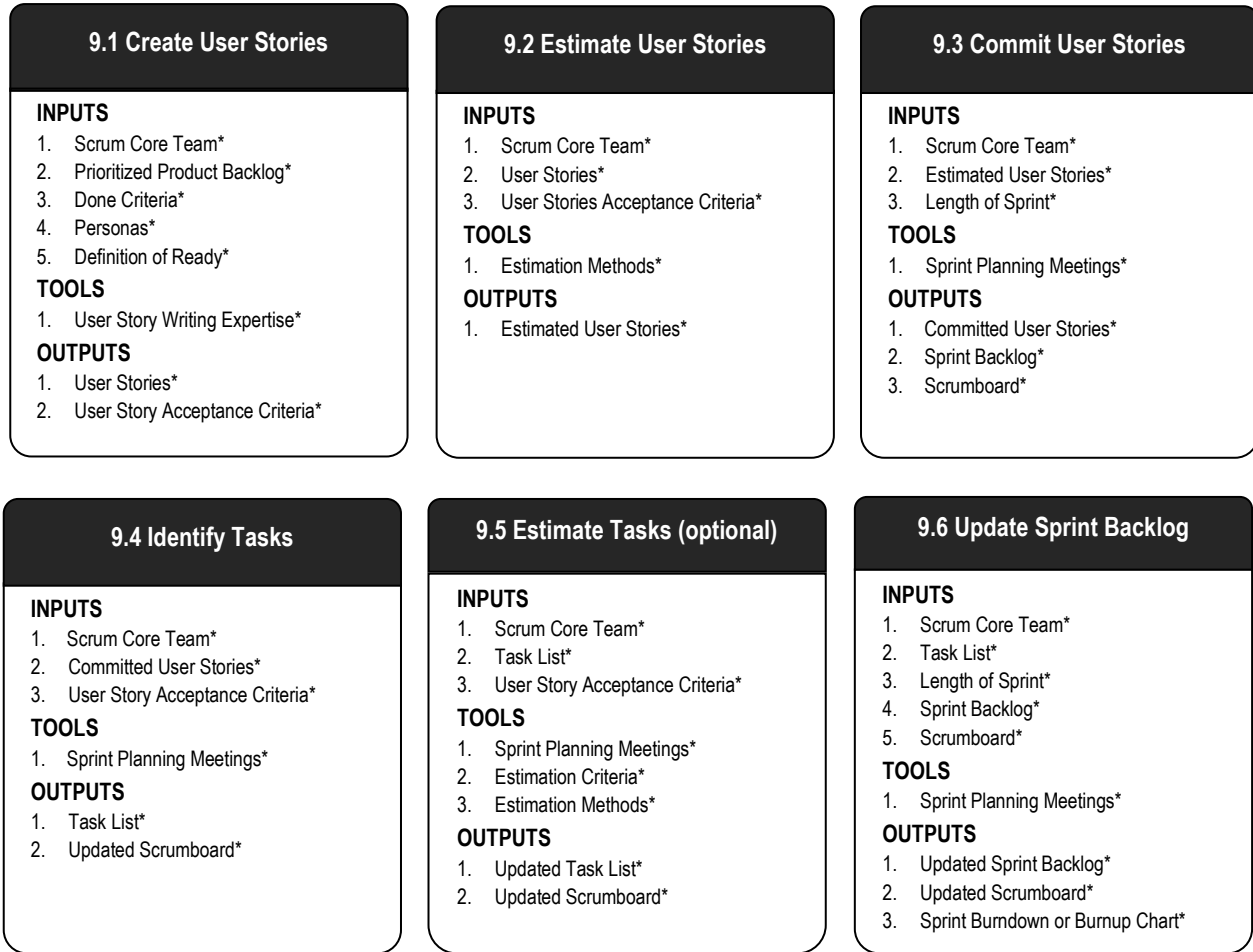 9.1 Create User Stories
INPUTS
1. Scrum Core Team*
2. Prioritized Product Backlog*
3. Done Criteria*
4. Personas*
5. Definition of Ready*
TOOLS
1. User Story Writing Expertise*
OUTPUTS
1. User Stories*
2. User Story Acceptance Criteria*
9.2 Estimate User Stories
INPUTS
1. Scrum Core Team*
2. User Stories*
3. User Stories Acceptance Criteria*
TOOLS
1. Estimation Methods*
OUTPUTS
1. Estimated User Stories*
9.3 Commit User Stories
INPUTS
1. Scrum Core Team*
2. Estimated User Stories*
3. Length of Sprint*
TOOLS
1. Sprint Planning Meetings*
OUTPUTS
1. Committed User Stories*
2. Sprint Backlog*
3. Scrumboard*
9.4 Identify Tasks
INPUTS
1. Scrum Core Team*
2. Committed User Stories*
3. User Story Acceptance Criteria*
TOOLS
1. Sprint Planning Meetings*
OUTPUTS
1. Task List*
2. Updated Scrumboard*
9.5 Estimate Tasks (optional)
INPUTS
1. Scrum Core Team*
2. Task List*
3. User Story Acceptance Criteria*
TOOLS
1. Sprint Planning Meetings*
2. Estimation Criteria*
3. Estimation Methods*
OUTPUTS
1. Updated Task List*
2. Updated Scrumboard*
9.6 Update Sprint Backlog
INPUTS
1. Scrum Core Team*
2. Task List*
3. Length of Sprint*
4. Sprint Backlog*
5. Scrumboard*
TOOLS
1. Sprint Planning Meetings*
OUTPUTS
1. Updated Sprint Backlog*
2. Updated Scrumboard*
3. Sprint Burndown or Burnup Chart*